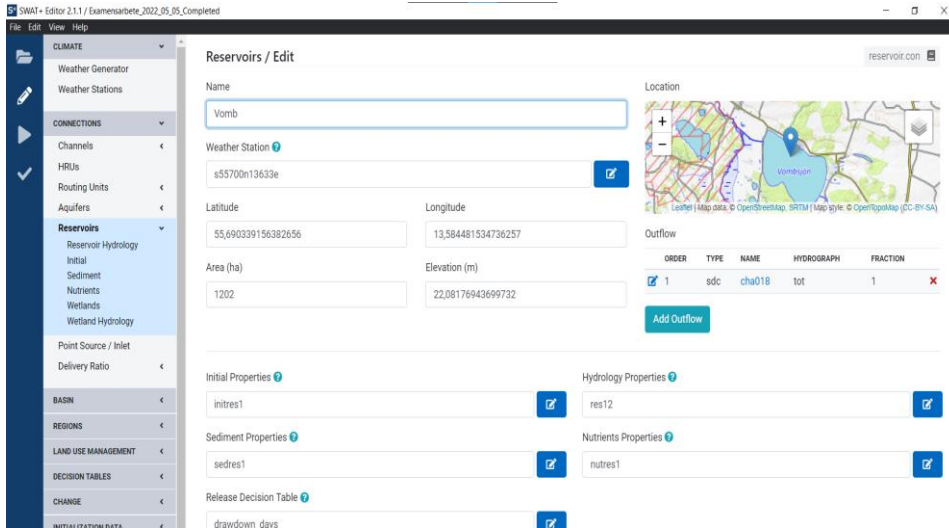 SWAT+ Editor 2.1.1 / Examensarbete_2022_05_05_Completed
File Edit View Help
CLIMATE
Weather Generator
Weather Stations
CONNECTIONS
Channels
HRUs
Routing Units
Aquifers
Reservoirs
Reservoir Hydrology
Initial
Sediment
Nutrients
Wetlands
Wetland Hydrology
Point Source / Inlet
Delivery Ratio
BASIN
REGIONS
LAND USE MANAGEMENT
DECISION TABLES
CHANGE
INITIALIZATION DATA
Reservoirs / Edit
reservoir.con
Name
Vomb
Weather Station
s55700n13633e
Latitude
Longitude
55,690339156382656
13,584481534736257
Area (ha)
Elevation (m)
1202
22,08176943699732
Location
+
−
Vombsjön
Leaflet | Map data: © OpenStreetMap, SRTM | Map style: © OpenTopoMap (CC-BY-SA)
Outflow
ORDER TYPE NAME HYDROGRAPH FRACTION
1 sdc cha018 tot 1
Add Outflow
Initial Properties
initres1
Hydrology Properties
res12
Sediment Properties
sedres1
Nutrients Properties
nutres1
Release Decision Table
drawdown_days